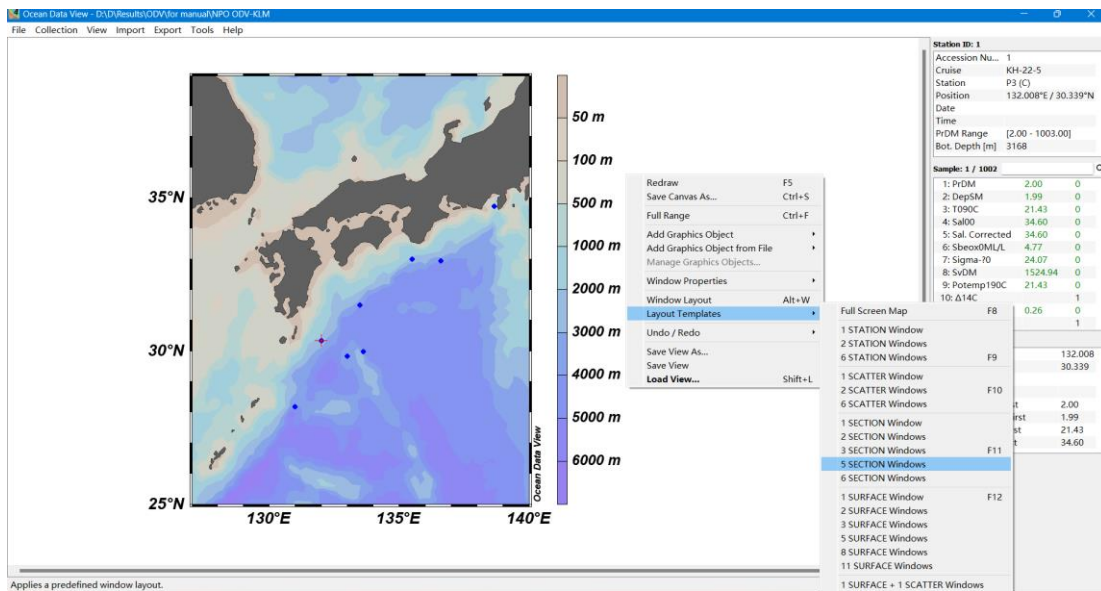 Ocean Data View - D:\D\Results\ODV\for manual\NPO ODV-KLM
File Collection View Import Export Tools Help
35°N
30°N
25°N
130°E 135°E 140°E
Ocean Data View
50 m
100 m
500 m
1000 m
2000 m
3000 m
4000 m
5000 m
6000 m
Redraw F5
Save Canvas As... Ctrl+S
Full Range Ctrl+F
Add Graphics Object
Add Graphics Object from File
Manage Graphics Objects...
Window Properties
Window Layout Alt+W
Layout Templates
Undo / Redo
Save View As...
Save View
Load View... Shift+L
Full Screen Map F8
1 STATION Window
2 STATION Windows
6 STATION Windows F9
1 SCATTER Window
2 SCATTER Windows F10
6 SCATTER Windows
1 SECTION Window
2 SECTION Windows
3 SECTION Windows F11
5 SECTION Windows
6 SECTION Windows
1 SURFACE Window F12
2 SURFACE Windows
3 SURFACE Windows
5 SURFACE Windows
8 SURFACE Windows
11 SURFACE Windows
1 SURFACE + 1 SCATTER Windows
Station ID: 1
Accession Nu... 1
Cruise KH-22-5
Station P3 (C)
Position 132.008°E / 30.339°N
Date
Time
PrDM Range [2.00 - 1003.00]
Bot. Depth [m] 3168
Sample: 1 / 1002
1: PrDM 2.00 0
2: DepSM 1.99 0
3: T090C 21.43 0
4: Sal00 34.60 0
5: Sal. Corrected 34.60 0
6: Sbeox0ML/L 4.77 0
7: Sigma-?0 24.07 0
8: SvDM 1524.94 0
9: Potemp190C 21.43 0
10: Δ14C 1
0.26 0
1
132.008
30.339
st 2.00
irst 1.99
st 21.43
t 34.60
Applies a predefined window layout.